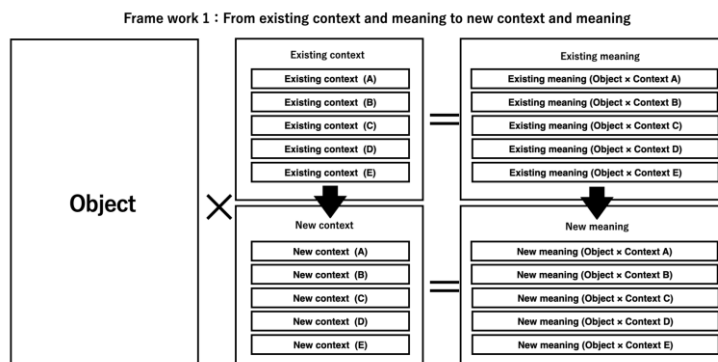 Frame work 1：From existing context and meaning to new context and meaning
Object
×
Existing context
Existing context (A)
Existing context (B)
Existing context (C)
Existing context (D)
Existing context (E)
=
Existing meaning
Existing meaning (Object × Context A)
Existing meaning (Object × Context B)
Existing meaning (Object × Context C)
Existing meaning (Object × Context D)
Existing meaning (Object × Context E)
New context
New context (A)
New context (B)
New context (C)
New context (D)
New context (E)
=
New meaning
New meaning (Object × Context A)
New meaning (Object × Context B)
New meaning (Object × Context C)
New meaning (Object × Context D)
New meaning (Object × Context E)